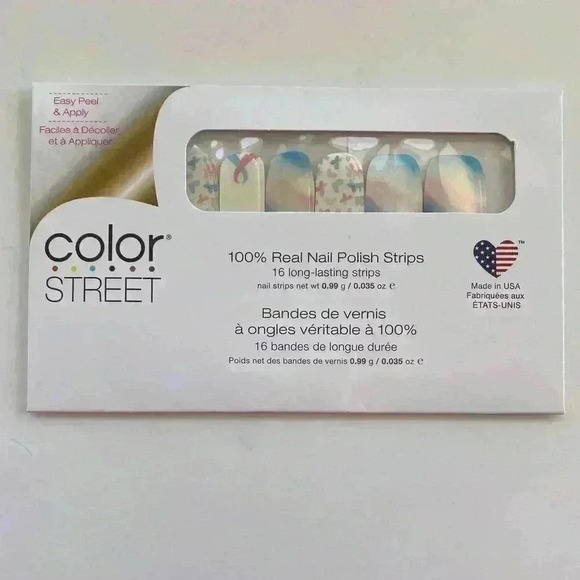 Easy Peel
& Apply
Faciles à Décoller
et à Appliquer
color®
STREET
100% Real Nail Polish Strips
16 long-lasting strips
nail strips net wt 0.99 g / 0.035 oz ℮
Bandes de vernis
à ongles véritable à 100%
16 bandes de longue durée
Poids net des bandes de vernis 0.99 g / 0.035 oz ℮
TM
Made in USA
Fabriquées aux
ÉTATS-UNIS